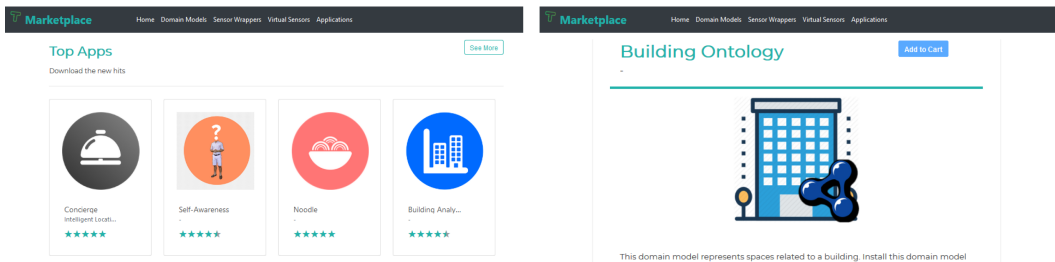 Marketplace
Home Domain Models Sensor Wrappers Virtual Sensors Applications
Top Apps
See More
Download the new hits
?
Concierge
Intelligent Locati...
Self-Awareness
-
Noodle
-
Building Analy...
-
Marketplace
Home Domain Models Sensor Wrappers Virtual Sensors Applications
Building Ontology
Add to Cart
-
This domain model represents spaces related to a building. Install this domain model